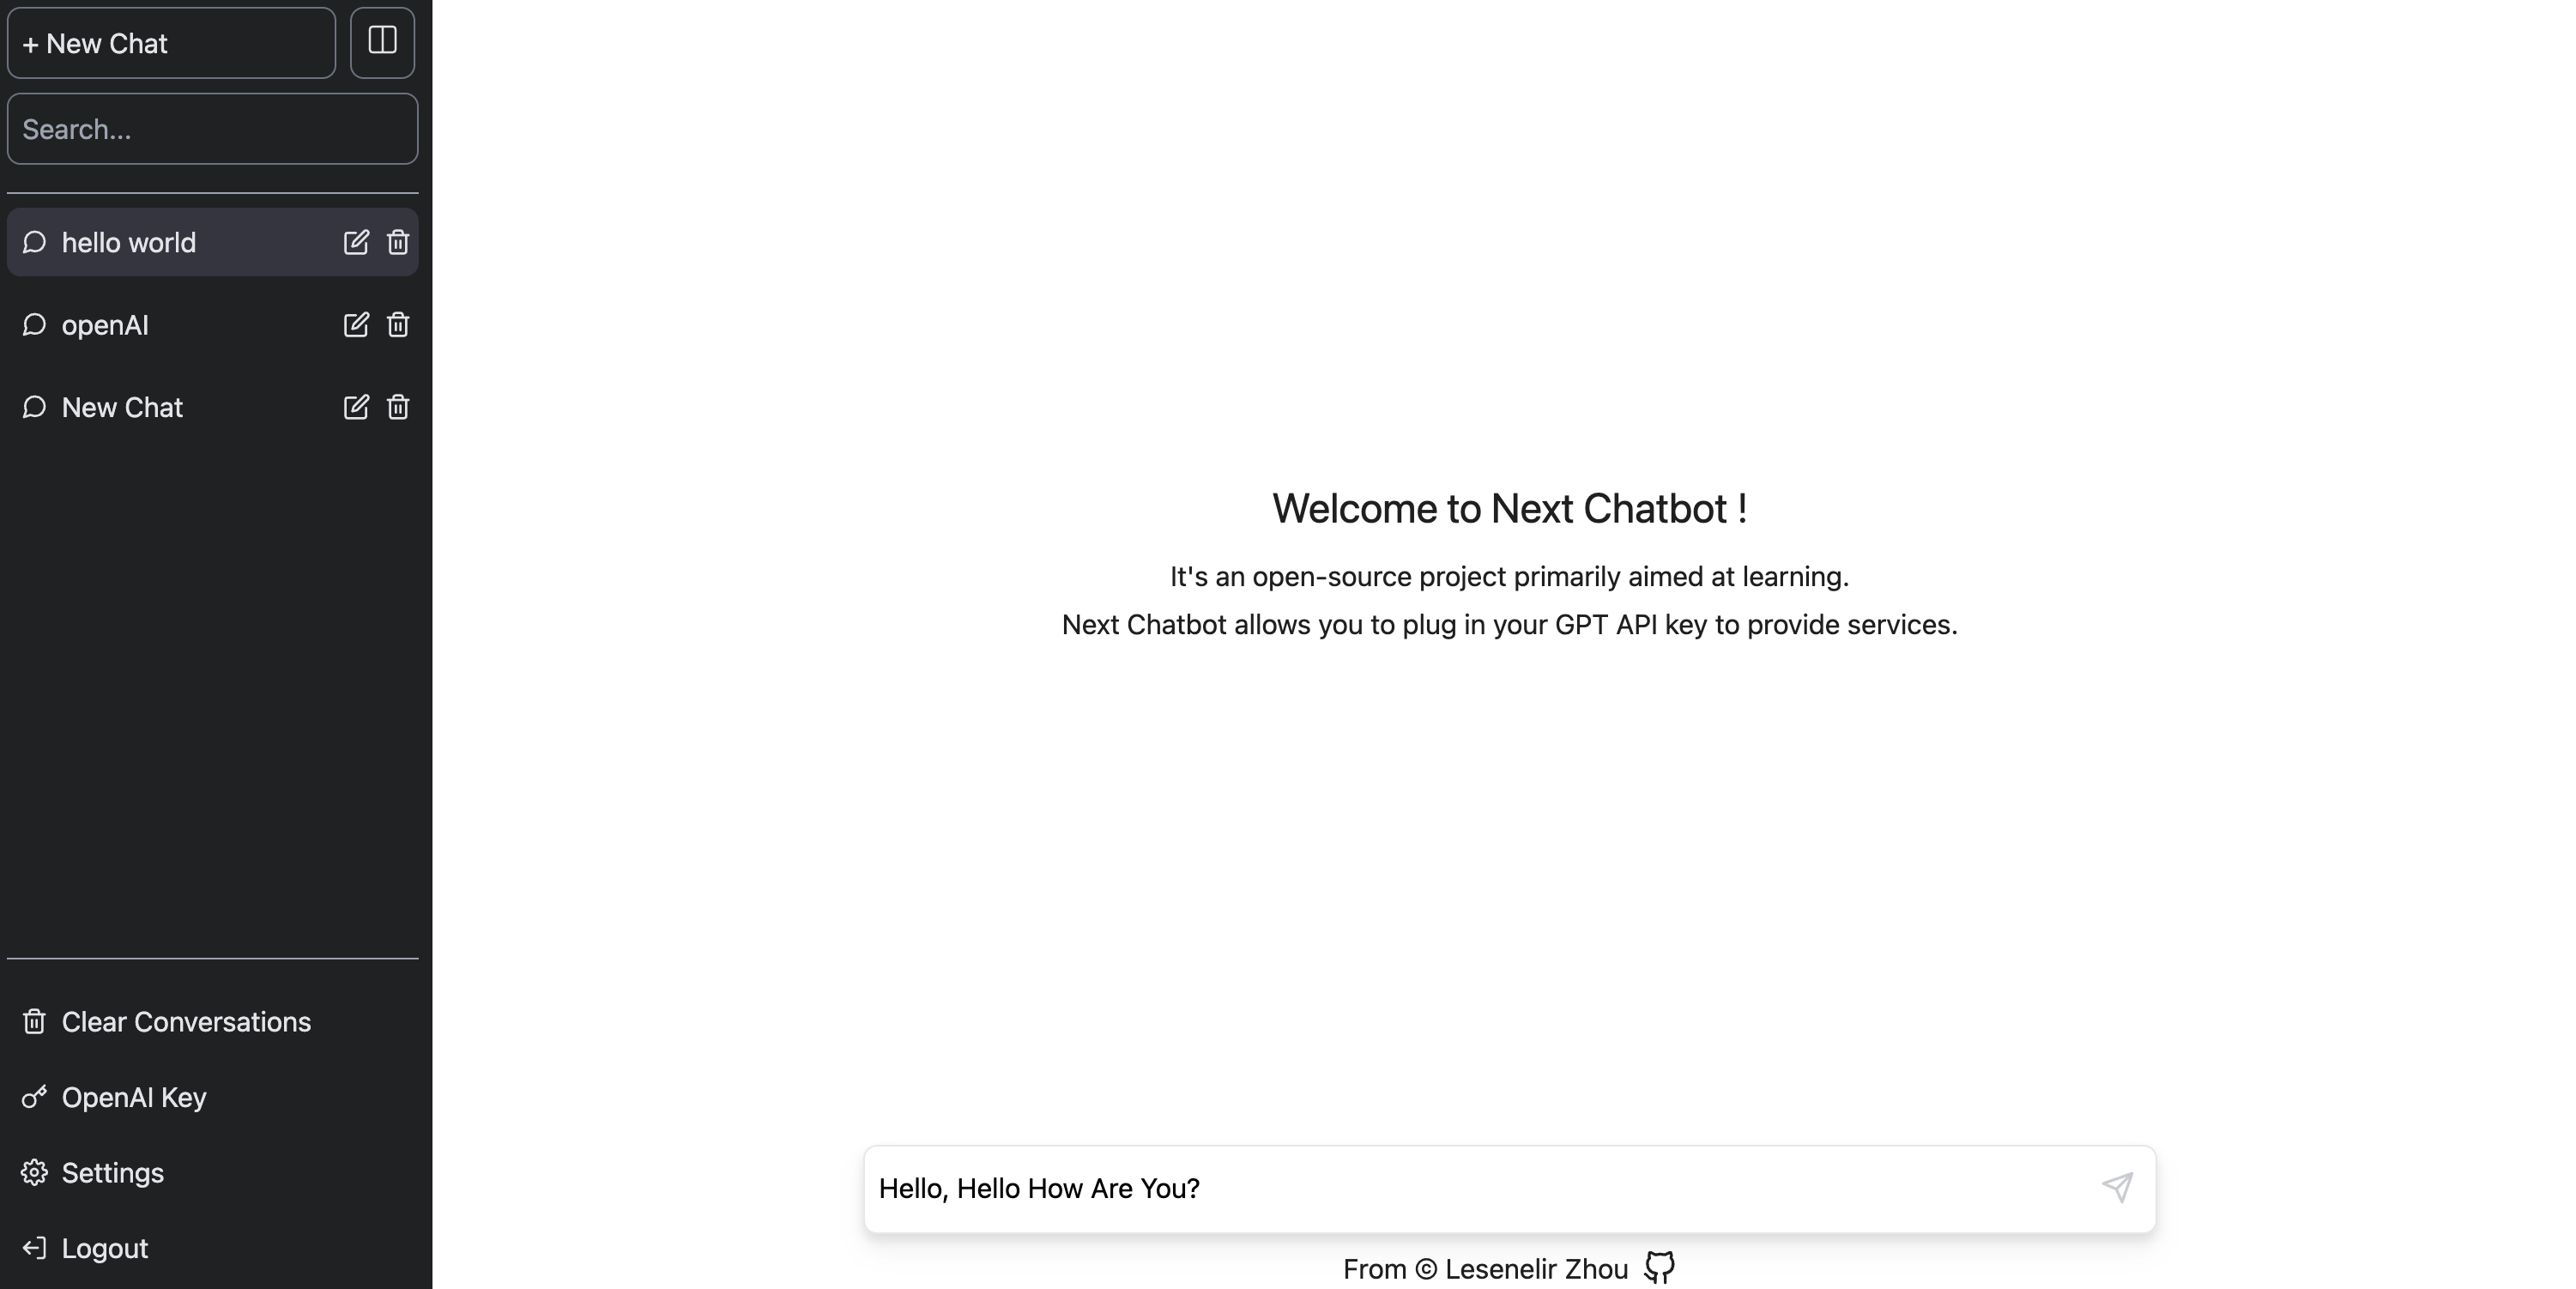 + New Chat
Search...
hello world
openAI
New Chat
Clear Conversations
OpenAI Key
Settings
Logout
Welcome to Next Chatbot !
It's an open-source project primarily aimed at learning.
Next Chatbot allows you to plug in your GPT API key to provide services.
Hello, Hello How Are You?
From © Lesenelir Zhou